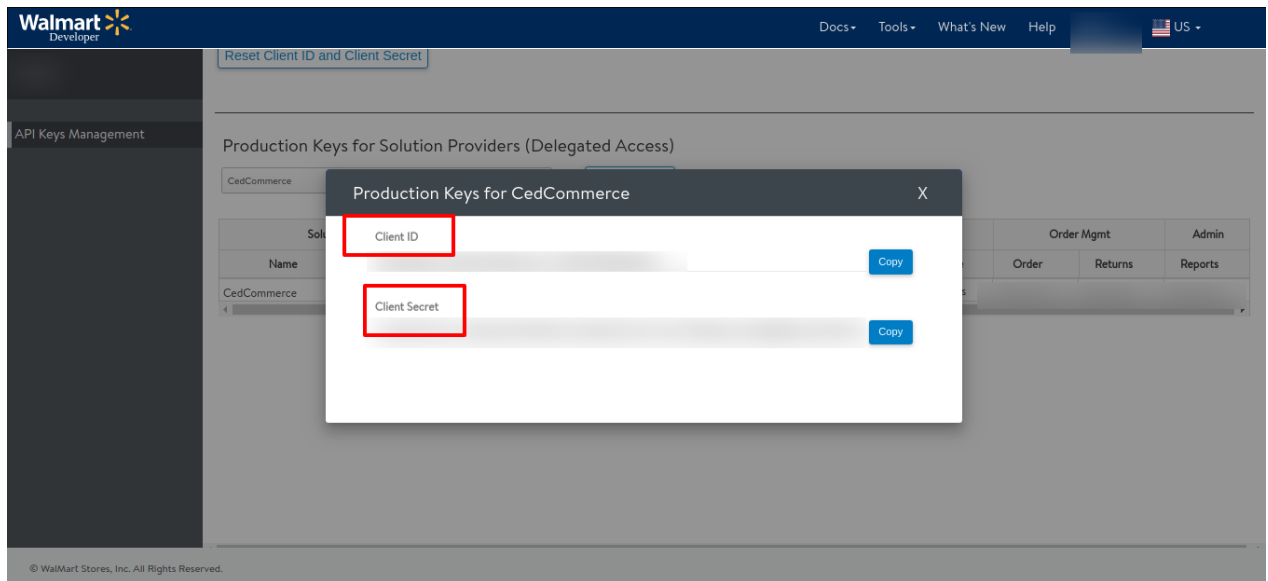 Walmart
Developer
Docs
Tools
What's New
Help
US
Reset Client ID and Client Secret
API Keys Management
Production Keys for Solution Providers (Delegated Access)
CedCommerce
Production Keys for CedCommerce
X
Client ID
Copy
Client Secret
Copy
Order Mgmt
Admin
Name
Order
Returns
Reports
CedCommerce
© WalMart Stores, Inc. All Rights Reserved.